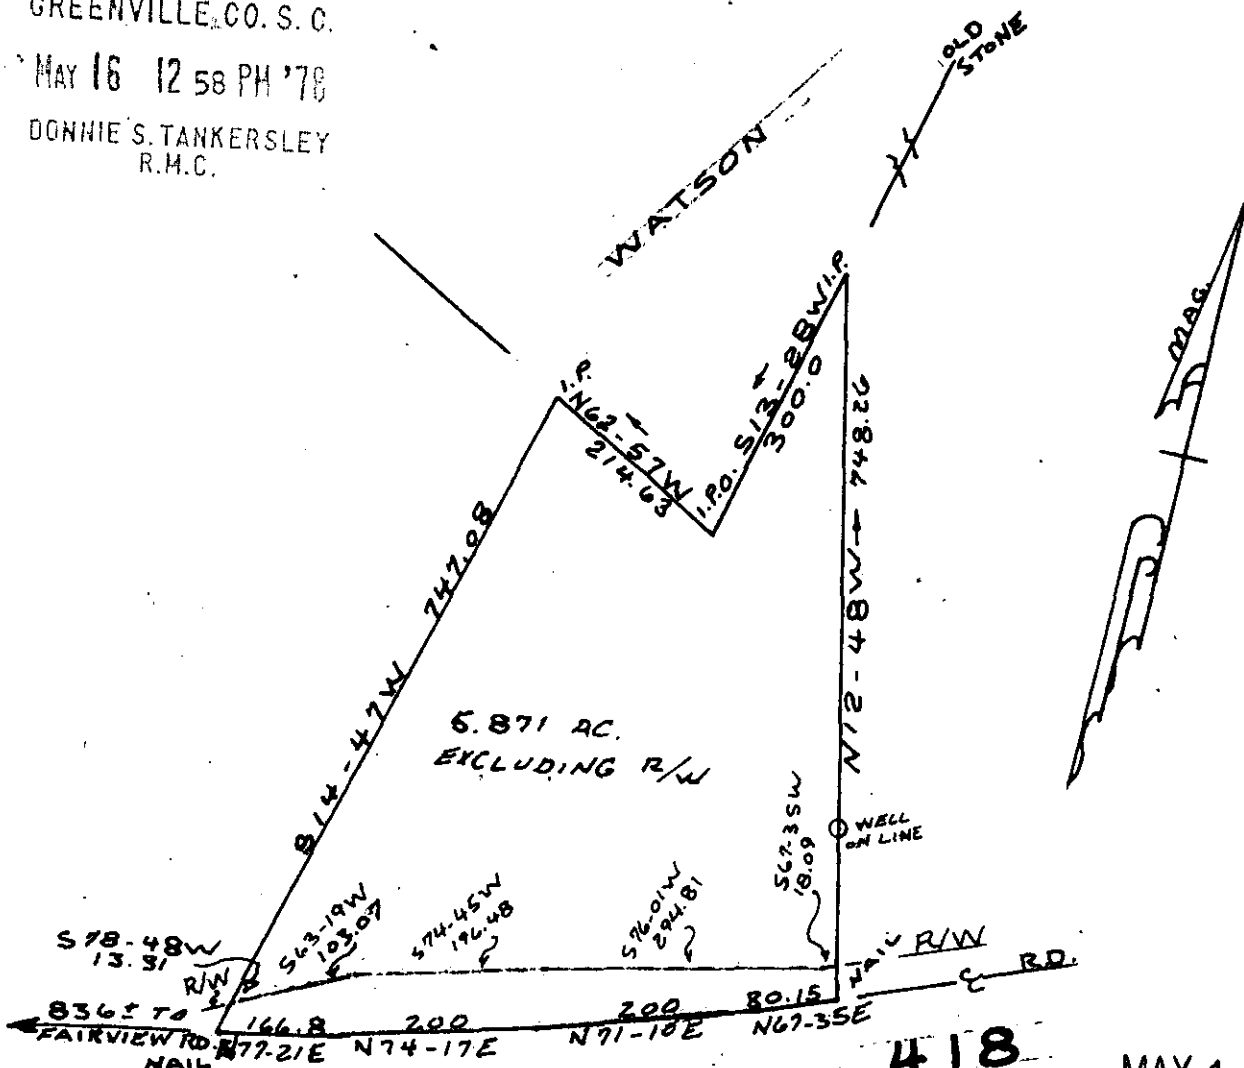 GREENVILLE CO. S. C.
MAY 16 12 58 PM '78
DONNIE S. TANKERSLEY
R.M.C.
OLD
STONE
WATSON
MAG.
I.P.
N62-57W
214.63
I.P.O.
S13-28W
300.0
I.P.
N12-48W
748.26
S14-47W
747.08
5.871 AC.
EXCLUDING R/W
WELL
ON LINE
S67-35W
18.09
S76-01W
294.81
S74-45W
196.48
S63-19W
103.07
S78-48W
13.31
R/W
NAIL
R/W
RD.
836± TO
FAIRVIEW RD.
NAIL
166.8
N77-21E
200
N74-17E
200
N71-10E
80.15
N67-35E
418
MAY